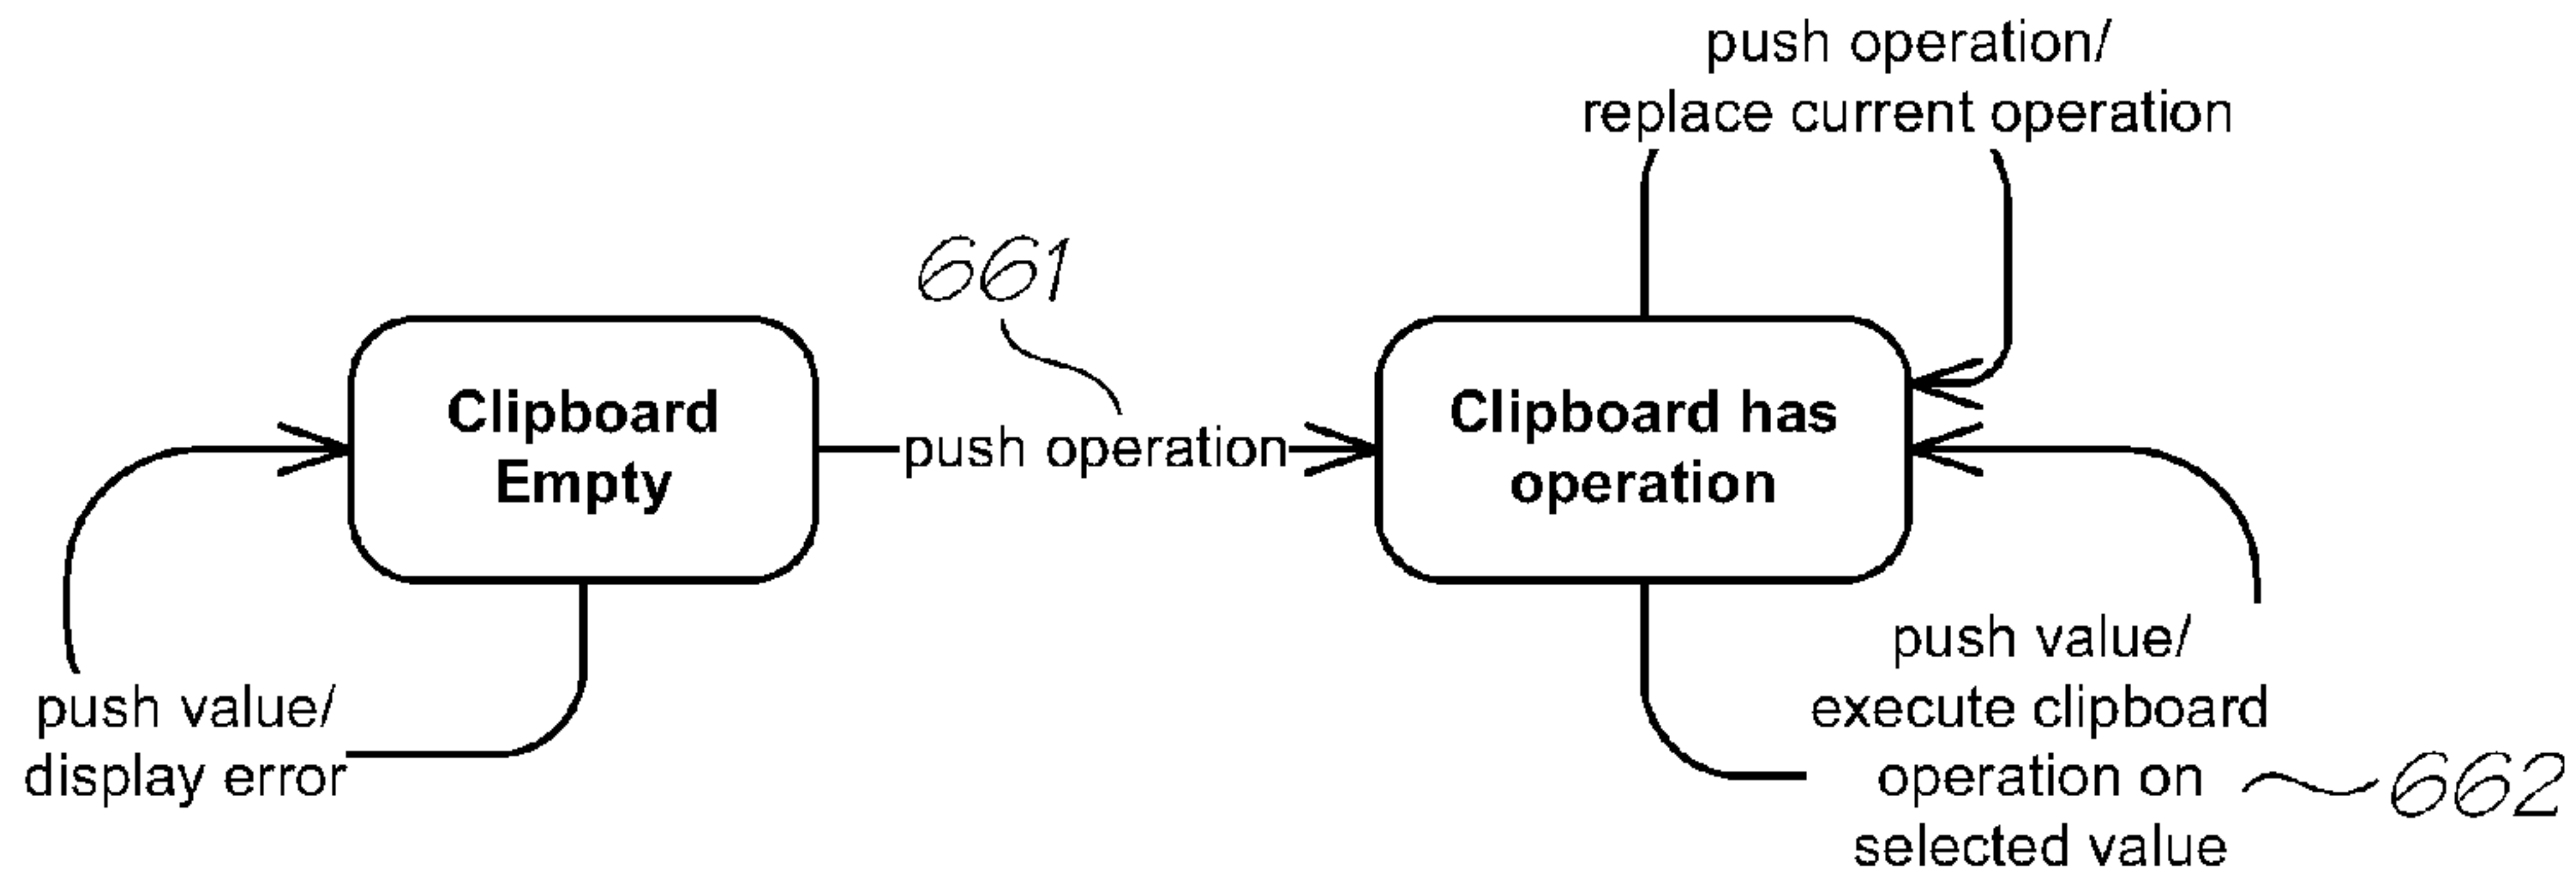 push operation/
replace current operation
661
Clipboard
Empty
push operation
Clipboard has
operation
push value/
display error
push value/
execute clipboard
operation on
selected value
662